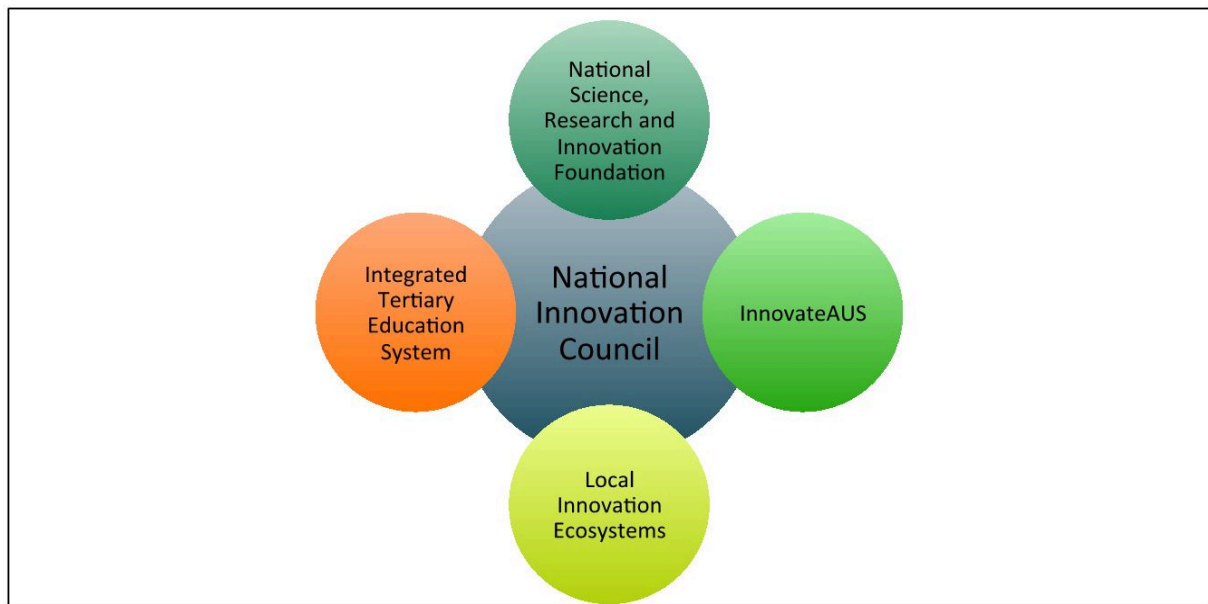 National
Science,
Research and
Innovation
Foundation
Integrated
Tertiary
Education
System
National
Innovation
Council
InnovateAUS
Local
Innovation
Ecosystems